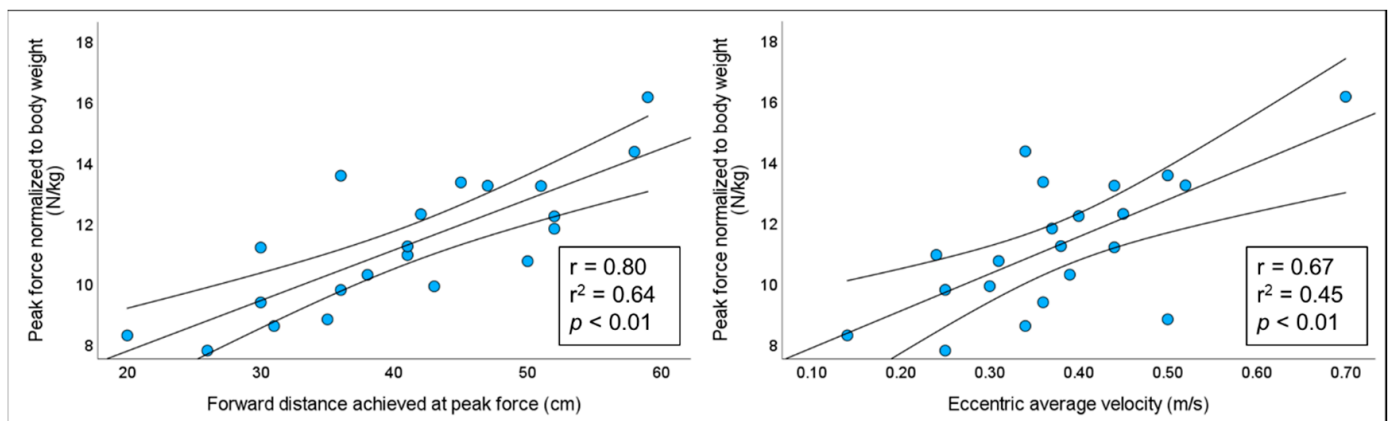 Peak force normalized to body weight
(N/kg)
18
16
14
12
10
8
20 30 40 50 60
Forward distance achieved at peak force (cm)
r = 0.80
r² = 0.64
p < 0.01
Peak force normalized to body weight
(N/kg)
18
16
14
12
10
8
0.10 0.20 0.30 0.40 0.50 0.60 0.70
Eccentric average velocity (m/s)
r = 0.67
r² = 0.45
p < 0.01